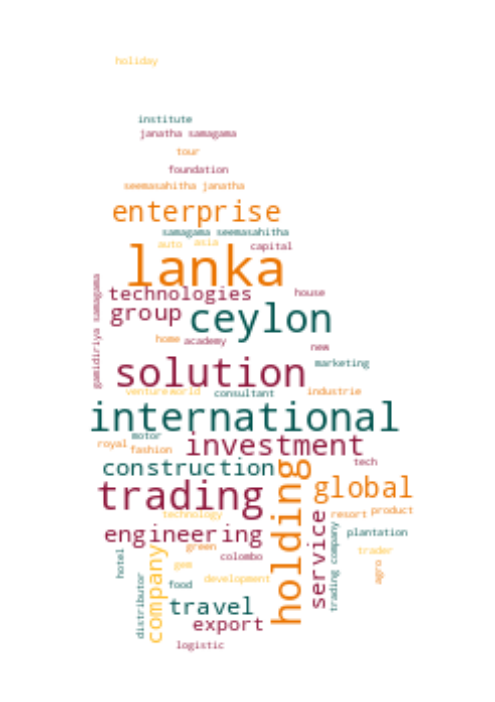 holiday
institute
janatha samagama
tour
foundation
seemasahitha janatha
enterprise
samagama seemasahitha
auto
asia
capital
lanka
gamidiriya samagama
technologies
house
group
ceylon
home
academy
new
solution
marketing
ventureworld
consultant
industrie
international
motor
royal
fashion
investment
tech
construction
holding
trading
global
technology
service
resort
product
engineering
trading company
plantation
green
company
colombo
trader
hotel
gem
agro
development
food
distributor
travel
export
logistic